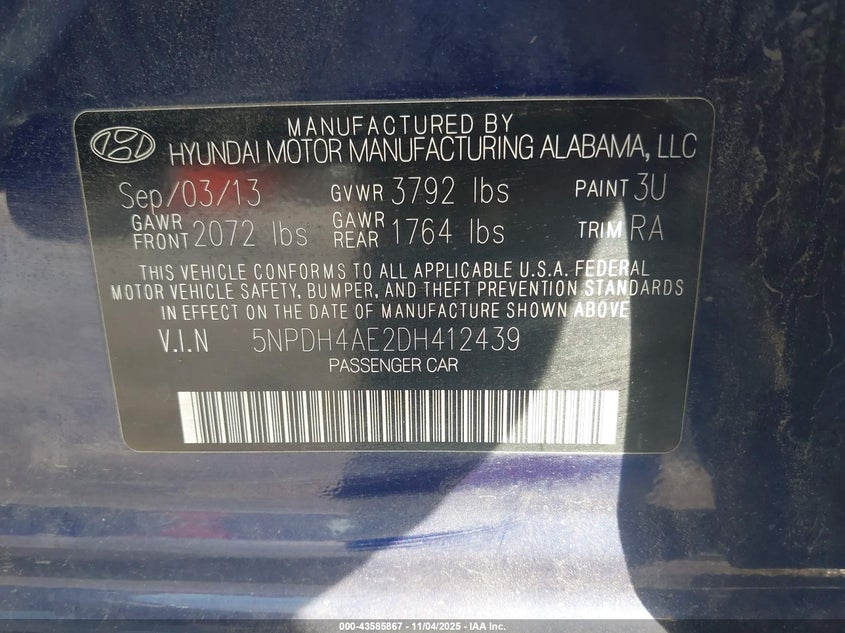 MANUFACTURED BY
HYUNDAI MOTOR MANUFACTURING ALABAMA, LLC
Sep/03/13 GVWR 3792 lbs PAINT 3U
GAWR FRONT 2072 lbs GAWR REAR 1764 lbs TRIM RA
THIS VEHICLE CONFORMS TO ALL APPLICABLE U.S.A. FEDERAL
MOTOR VEHICLE SAFETY, BUMPER, AND THEFT PREVENTION STANDARDS
IN EFFECT ON THE DATE OF MANUFACTURE SHOWN ABOVE
V.I.N 5NPDH4AE2DH412439
PASSENGER CAR
000-43585867 - 11/04/2025 - IAA Inc.